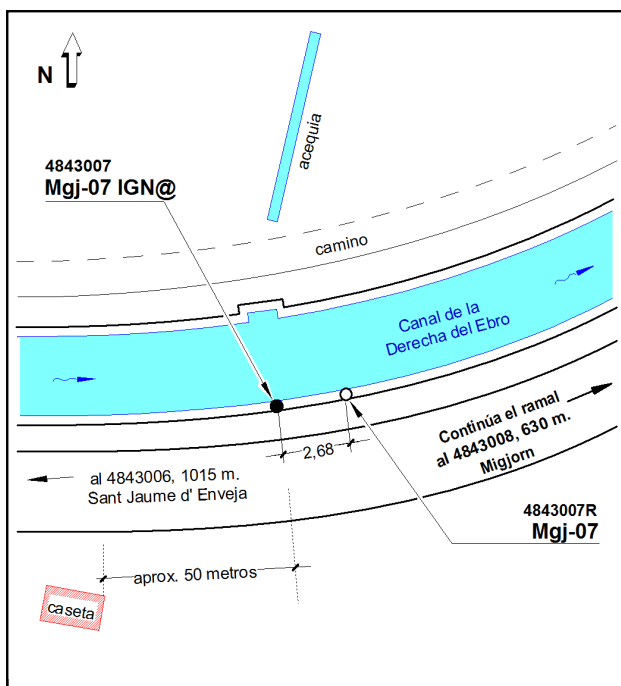 N
acequia
4843007
Mgj-07 IGN@
camino
Canal de la
Derecha del Ebro
Continúa el ramal
al 4843008, 630 m.
Migjorn
2,68
al 4843006, 1015 m.
Sant Jaume d' Enveja
4843007R
Mgj-07
aprox. 50 metros
caseta